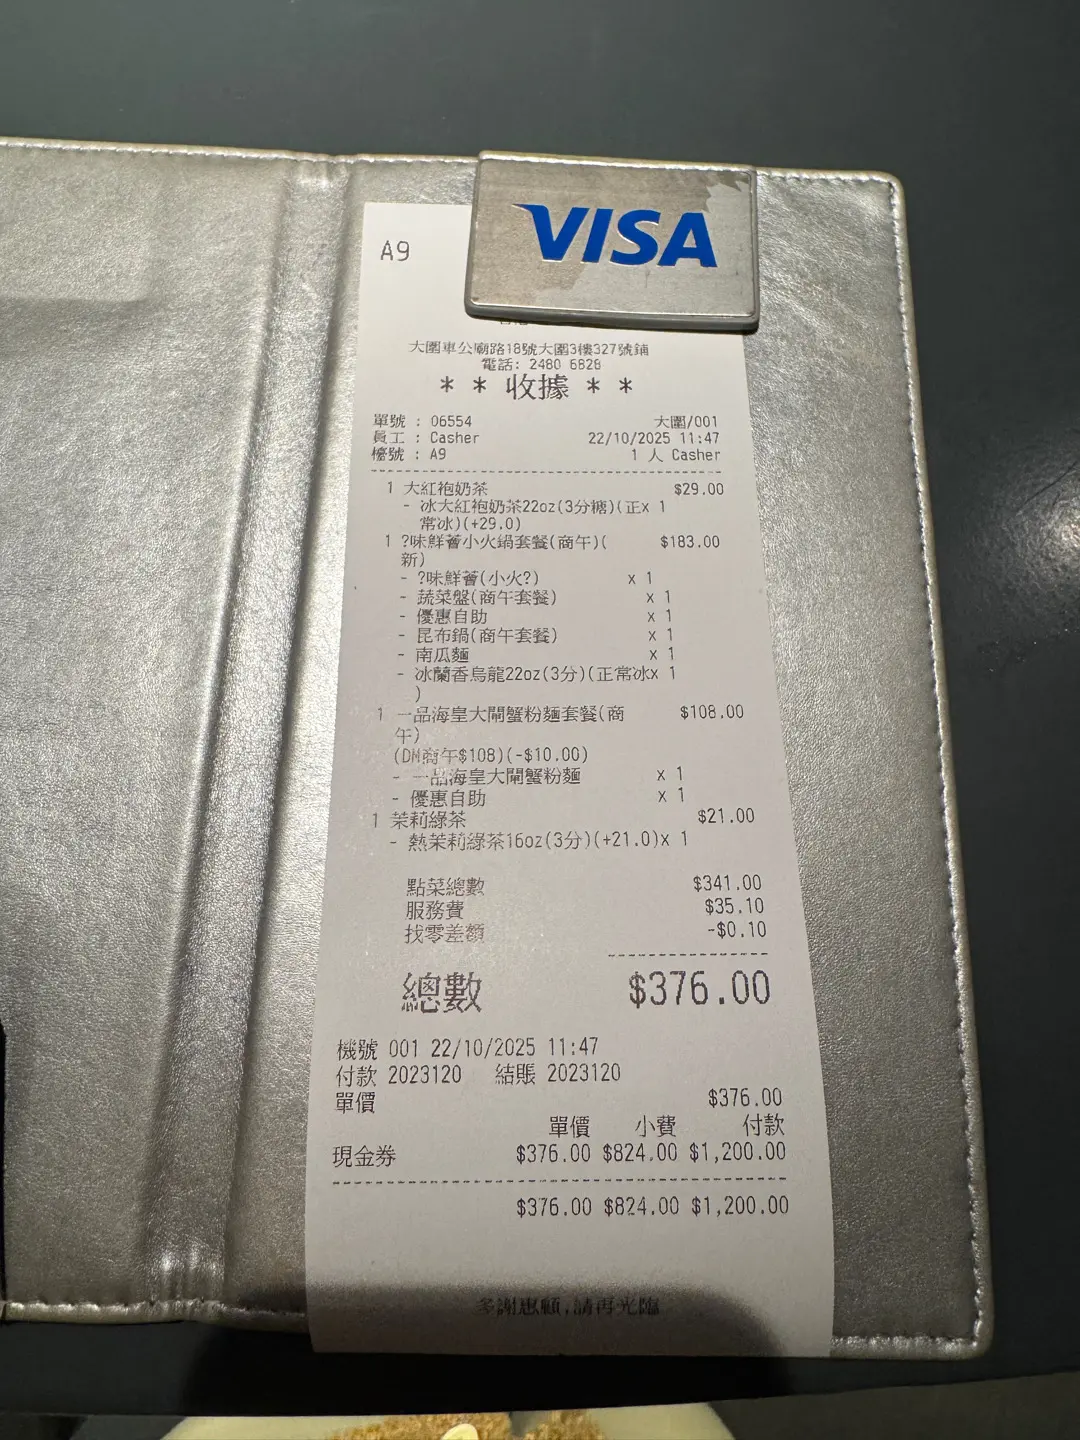 VISA
A9
大圍車公廟路18號大圍3樓327號鋪
電話: 2480 6828
* * 收據 * *
單號 : 06554 大圍/001
員工 : Casher 22/10/2025 11:47
檯號 : A9 1 人 Casher
1 大紅袍奶茶 $29.00
- 冰大紅袍奶茶22oz(3分糖)(正x 1
常冰)(+29.0)
1 ?味鮮薈小火鍋套餐(商午)( $183.00
新)
- ?味鮮薈(小火?) x 1
- 蔬菜盤(商午套餐) x 1
- 優惠自助 x 1
- 昆布鍋(商午套餐) x 1
- 南瓜麵 x 1
- 冰蘭香烏龍22oz(3分)(正常冰x 1
)
1 一品海皇大閘蟹粉麵套餐(商 $108.00
午)
(DM商午$108)(-$10.00)
- 一品海皇大閘蟹粉麵 x 1
- 優惠自助 x 1
1 茉莉綠茶 $21.00
- 熱茉莉綠茶16oz(3分)(+21.0)x 1
點菜總數 $341.00
服務費 $35.10
找零差額 -$0.10
總數 $376.00
機號 001 22/10/2025 11:47
付款 2023120 結賬 2023120
單價 $376.00
單價 小費 付款
現金券 $376.00 $824.00 $1,200.00
$376.00 $824.00 $1,200.00
多謝惠顧,請再光臨